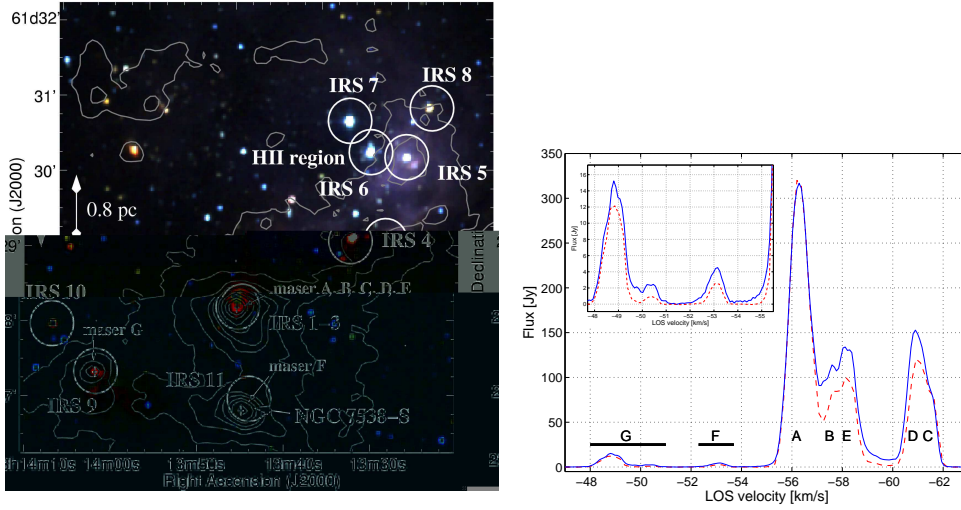 61d32'
31'
30'
0.8 pc
IRS 7
IRS 8
HII region
IRS 6
IRS 5
IRS 4
IRS 10
maser A B C D E
IRS 1-3
maser G
IRS 11
maser F
IRS 9
NGC 7538-S
14m10s
14m00s
13m50s
13m40s
13m30s
Right Ascension (J2000)
on (J2000)
Declinati
350
300
250
200
150
100
50
0
Flux [Jy]
16
14
12
10
8
6
4
2
0
Flux [Jy]
−48 −49 −50 −51 −52 −53 −54 −55
LOS velocity [km/s]
G
F
A
B
E
D
C
−48 −50 −52 −54 −56 −58 −60 −62
LOS velocity [km/s]